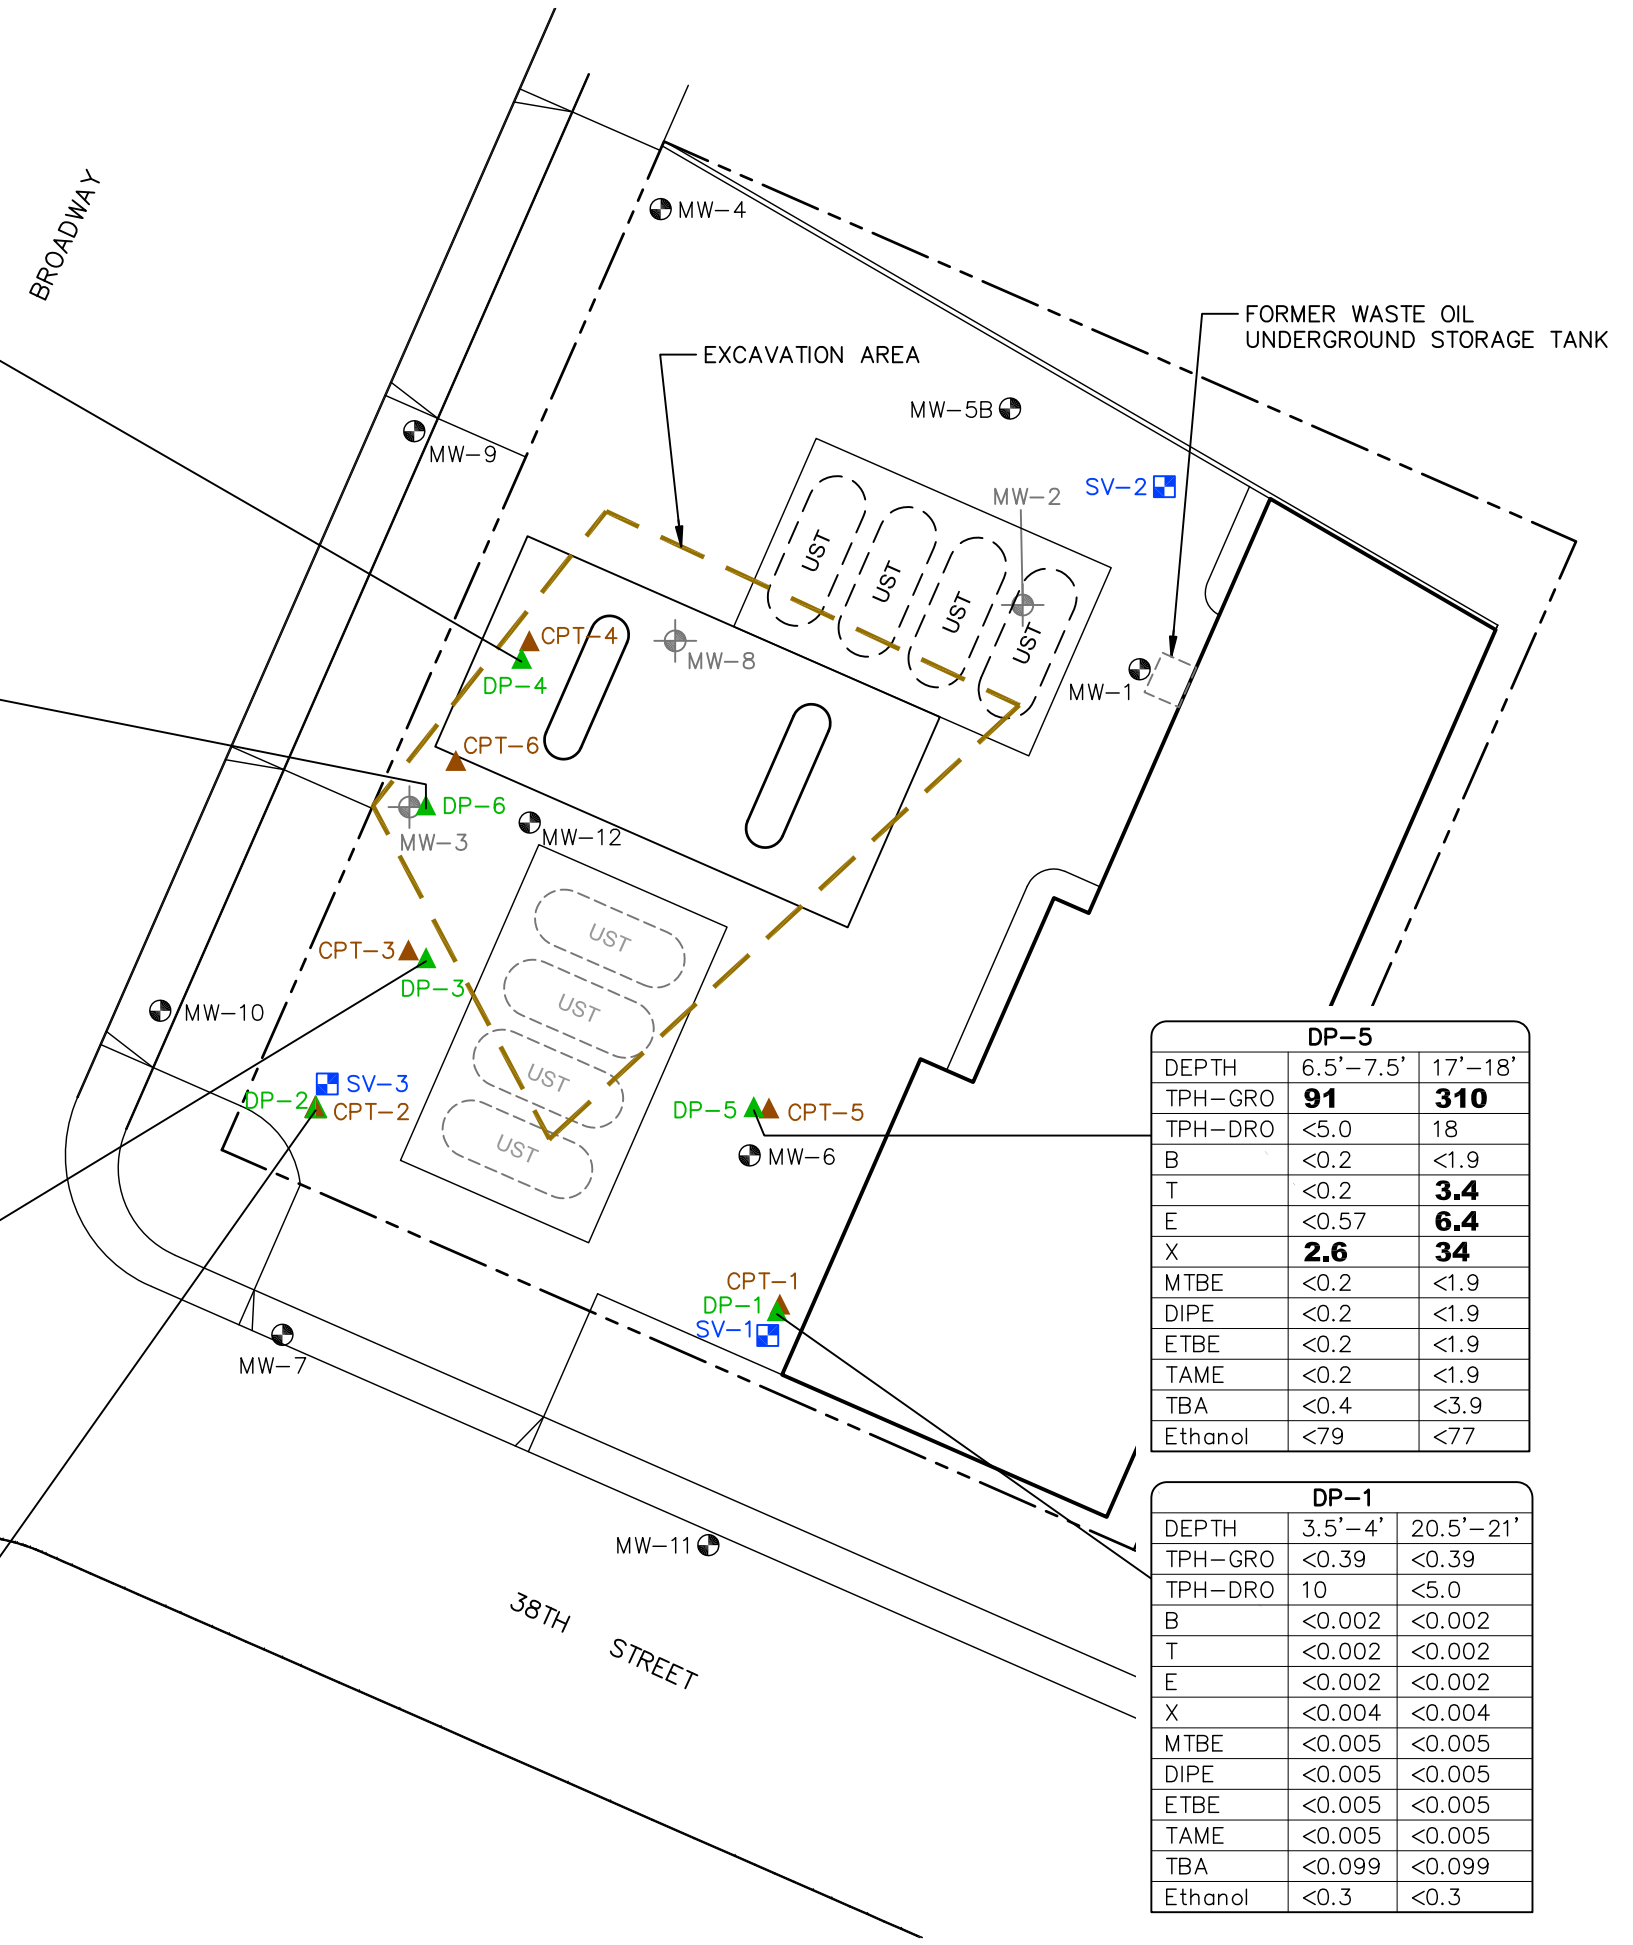 BROADWAY
MW-4
FORMER WASTE OIL
UNDERGROUND STORAGE TANK
EXCAVATION AREA
MW-5B
MW-9
SV-2
MW-2
UST
UST
UST
UST
CPT-4
MW-8
DP-4
MW-1
CPT-6
DP-6
MW-3
MW-12
UST
CPT-3
DP-3
UST
MW-10
UST
SV-3
DP-2
CPT-2
DP-5
CPT-5
UST
MW-6
CPT-1
DP-1
SV-1
MW-7
MW-11
38TH STREET
DP-5
DEPTH 6.5'-7.5' 17'-18'
TPH-GRO 91 310
TPH-DRO <5.0 18
B <0.2 <1.9
T <0.2 3.4
E <0.57 6.4
X 2.6 34
MTBE <0.2 <1.9
DIPE <0.2 <1.9
ETBE <0.2 <1.9
TAME <0.2 <1.9
TBA <0.4 <3.9
Ethanol <79 <77
DP-1
DEPTH 3.5'-4' 20.5'-21'
TPH-GRO <0.39 <0.39
TPH-DRO 10 <5.0
B <0.002 <0.002
T <0.002 <0.002
E <0.002 <0.002
X <0.004 <0.004
MTBE <0.005 <0.005
DIPE <0.005 <0.005
ETBE <0.005 <0.005
TAME <0.005 <0.005
TBA <0.099 <0.099
Ethanol <0.3 <0.3